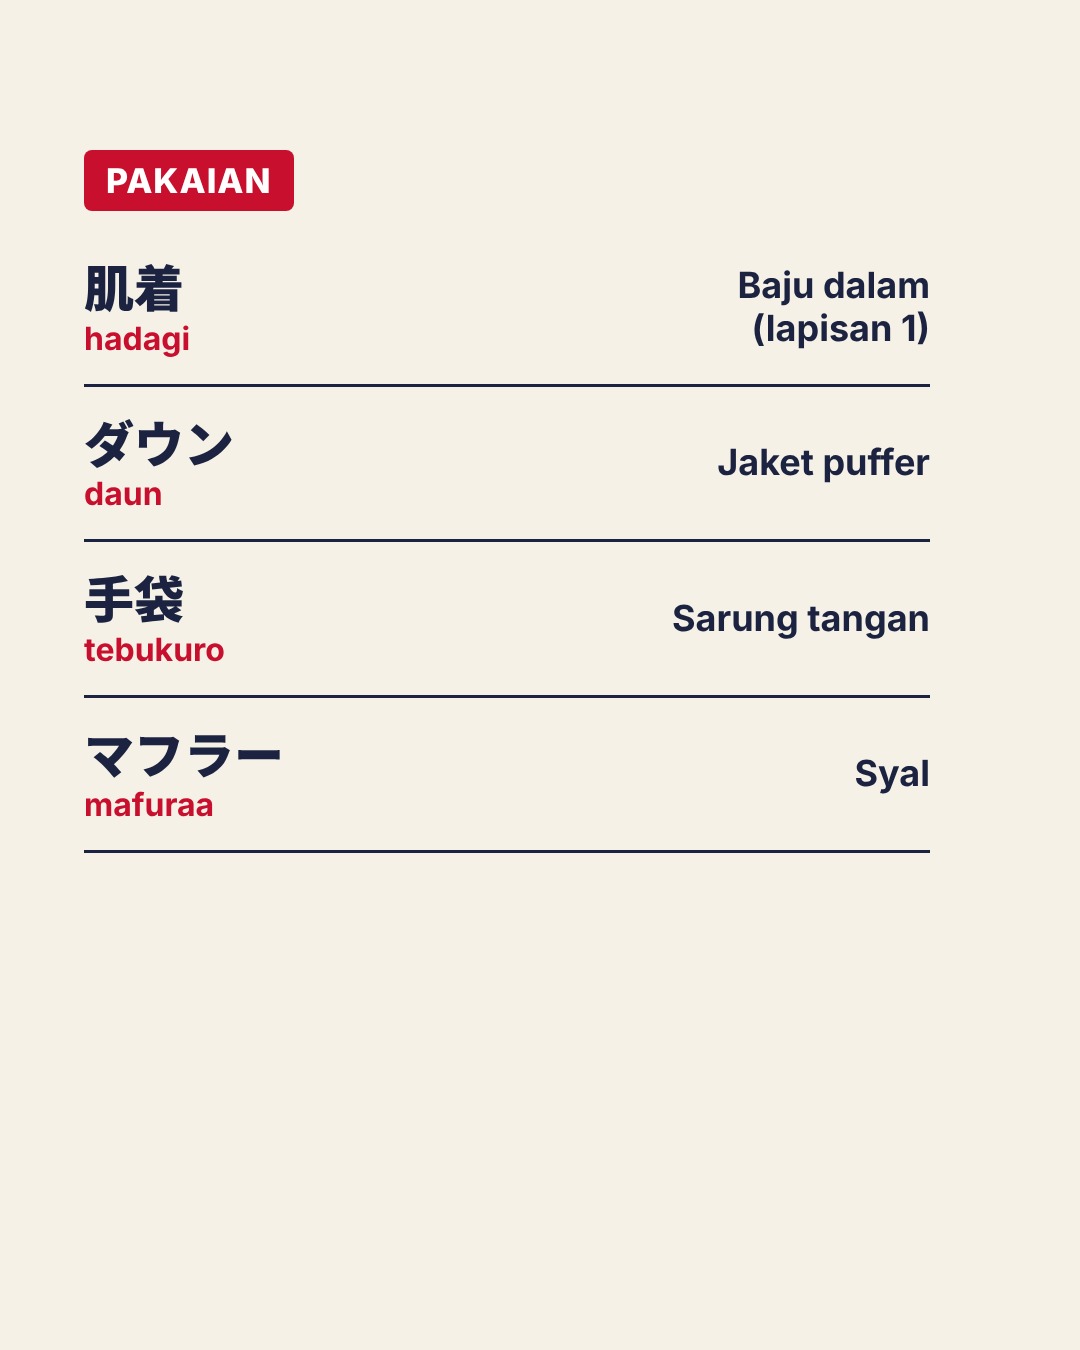 PAKAIAN
肌着
hadagi
Baju dalam
(lapisan 1)
ダウン
daun
Jaket puffer
手袋
tebukuro
Sarung tangan
マフラー
mafuraa
Syal